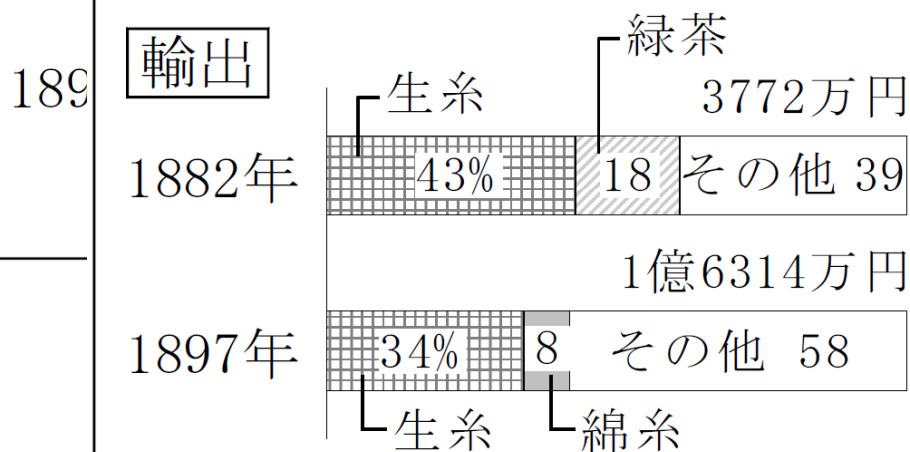 189
輸出
緑茶
生糸
3772万円
1882年 43% 18 その他 39
1億6314万円
1897年 34% 8 その他 58
生糸 綿糸